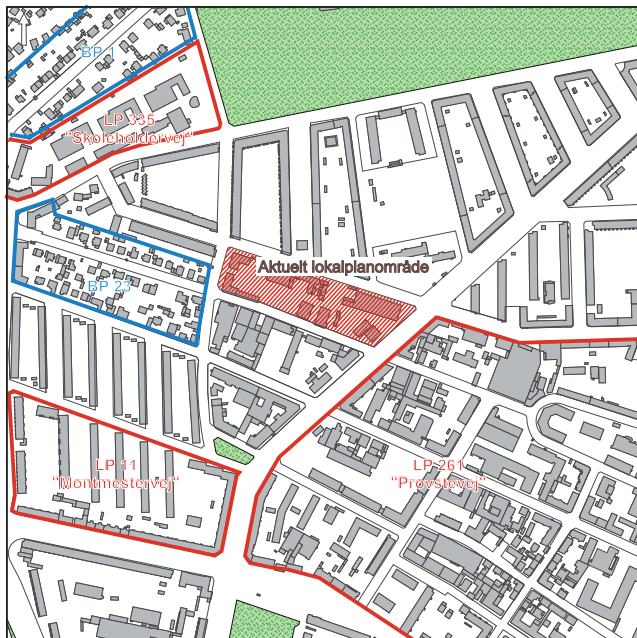 BP 1
LP 335
"Skoleholdervej"
Aktuelt lokalplanområde
BP 23
LP 11
"Montmestervej"
LP 261
"Provstevej"